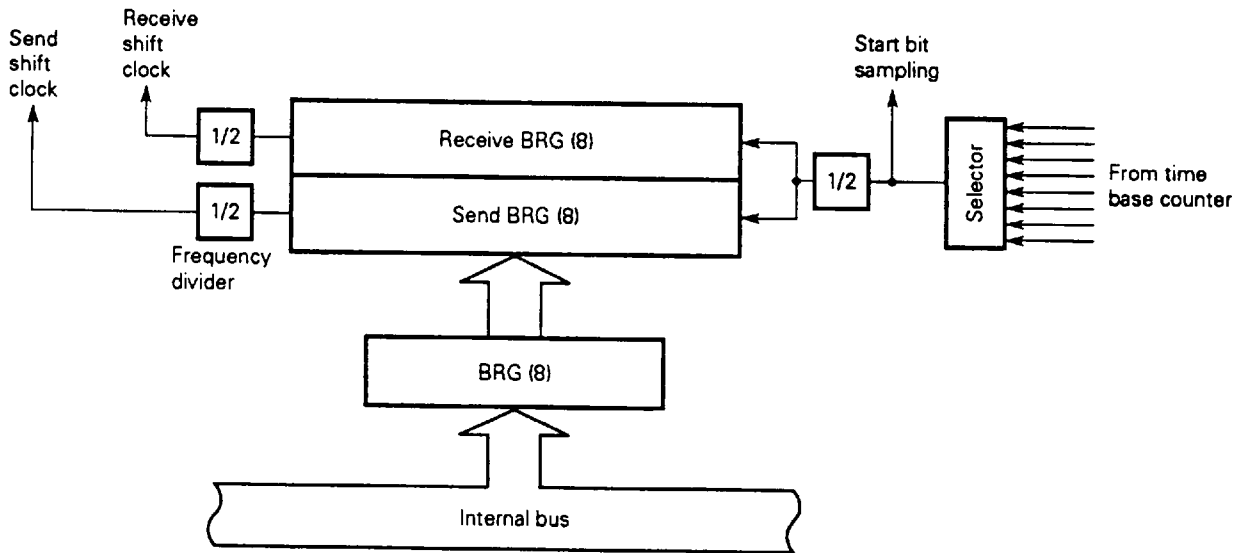 Send
shift
clock
Receive
shift
clock
Start bit
sampling
1/2
Receive BRG (8)
1/2
Selector
From time
base counter
1/2
Send BRG (8)
Frequency
divider
BRG (8)
Internal bus